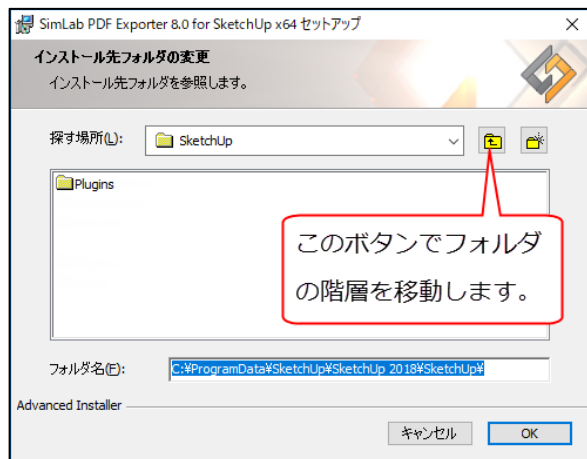 SimLab PDF Exporter 8.0 for SketchUp x64 セットアップ
インストール先フォルダの変更
インストール先フォルダを参照します。
探す場所(L):
SketchUp
Plugins
このボタンでフォルダ
の階層を移動します。
フォルダ名(F):
C:¥ProgramData¥SketchUp¥SketchUp 2018¥SketchUp¥
Advanced Installer
キャンセル
OK